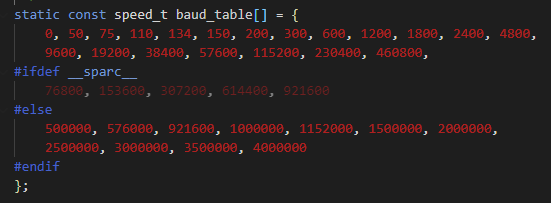 static const speed_t baud_table[] = {
0, 50, 75, 110, 134, 150, 200, 300, 600, 1200, 1800, 2400, 4800,
9600, 19200, 38400, 57600, 115200, 230400, 460800,
#ifdef __sparc__
76800, 153600, 307200, 614400, 921600
#else
500000, 576000, 921600, 1000000, 1152000, 1500000, 2000000,
2500000, 3000000, 3500000, 4000000
#endif
};